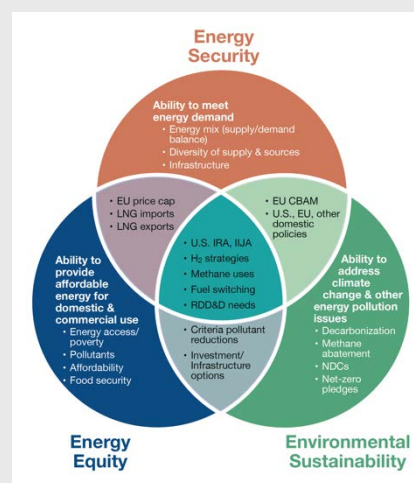 Energy
Security
Ability to meet
energy demand
• Energy mix (supply/demand
balance)
• Diversity of supply & sources
• Infrastructure
• EU price cap
• LNG imports
• LNG exports
• EU CBAM
• U.S., EU, other
domestic
policies
• U.S. IRA, IIJA
• H₂ strategies
• Methane uses
• Fuel switching
• RDD&D needs
Ability to
provide
affordable
energy for
domestic &
commercial use
• Energy access/
poverty
• Pollutants
• Affordability
• Food security
Ability to
address
climate
change & other
energy pollution
issues
• Decarbonization
• Methane
abatement
• NDCs
• Net-zero
pledges
• Criteria pollutant
reductions
• Investment/
Infrastructure
options
Energy
Equity
Environmental
Sustainability